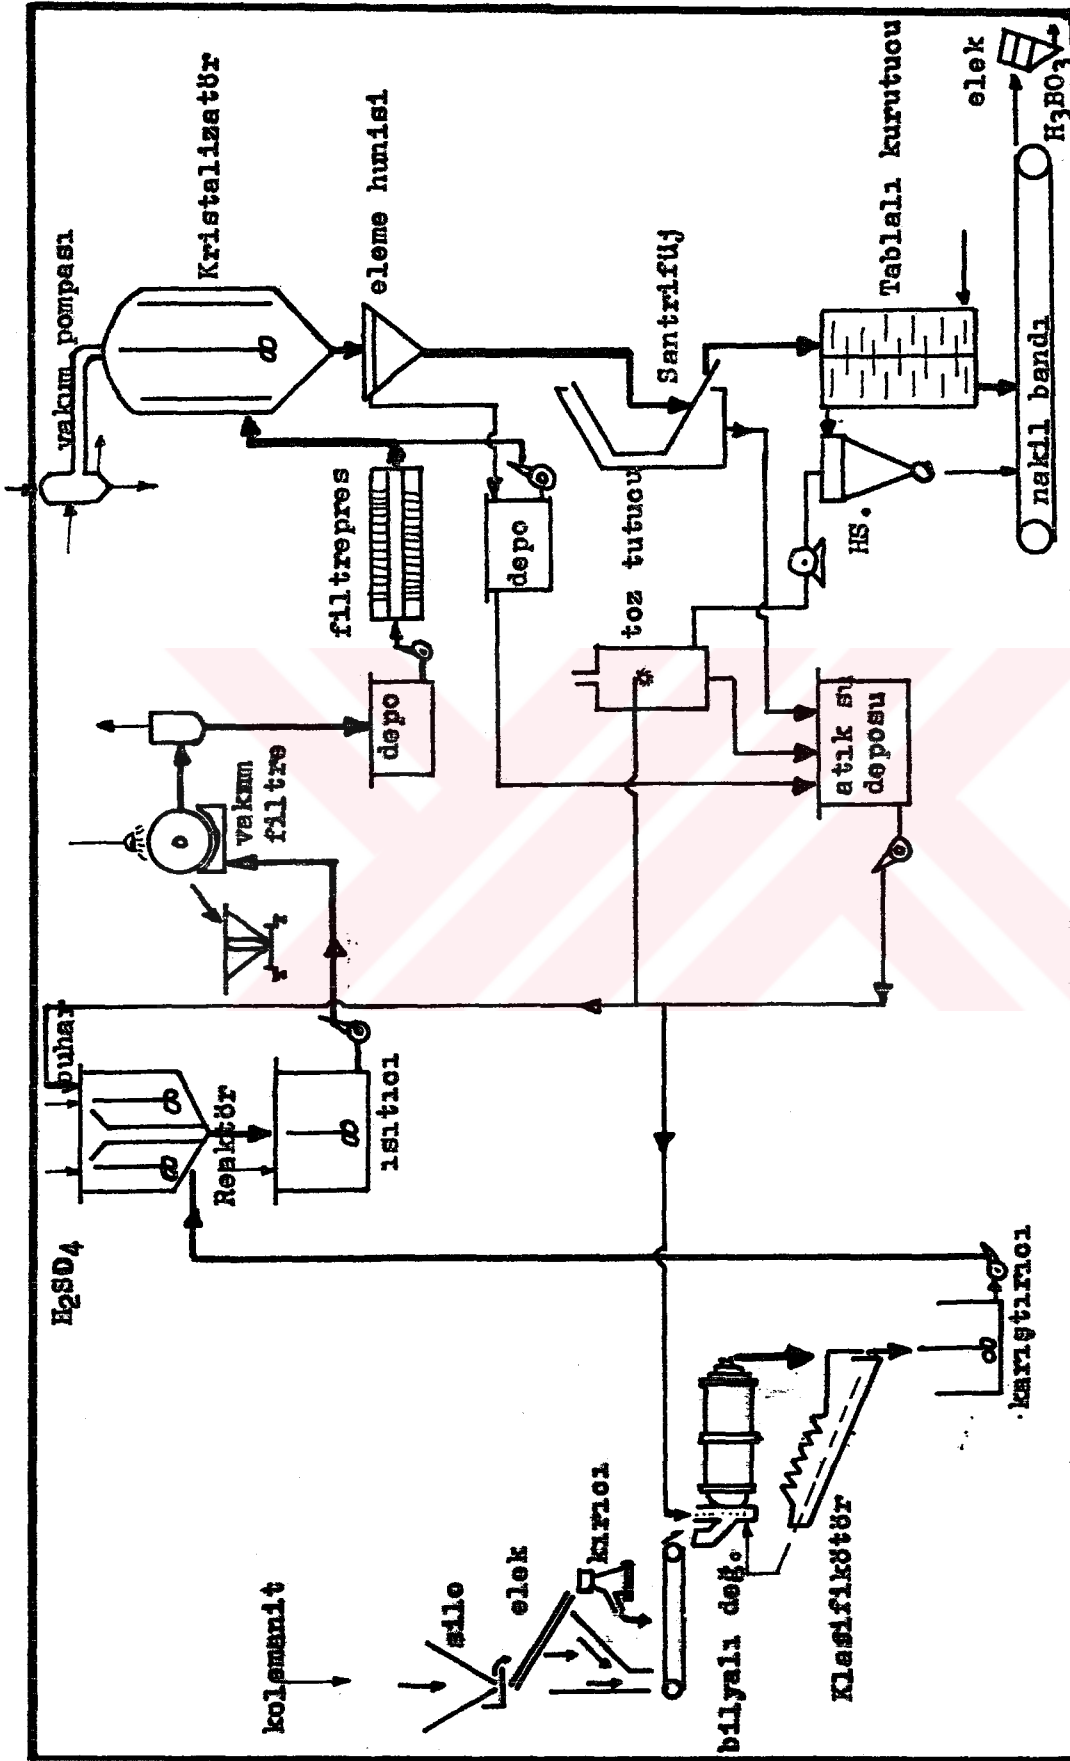 kolemanit
silo
elek
kırıcı
bilyalı değ.
Klasifikötör
karıştırıcı
H₂SO₄
buhar
Reaktör
ısıtıcı
vakum
filtre
depo
filtrepres
vakum pompası
Kristalizatör
eleme hunisi
depo
Santrifüj
toz tutucu
atık su
deposu
HS.
Tablalı kurutucu
nakil bandı
elek
H₃BO₃